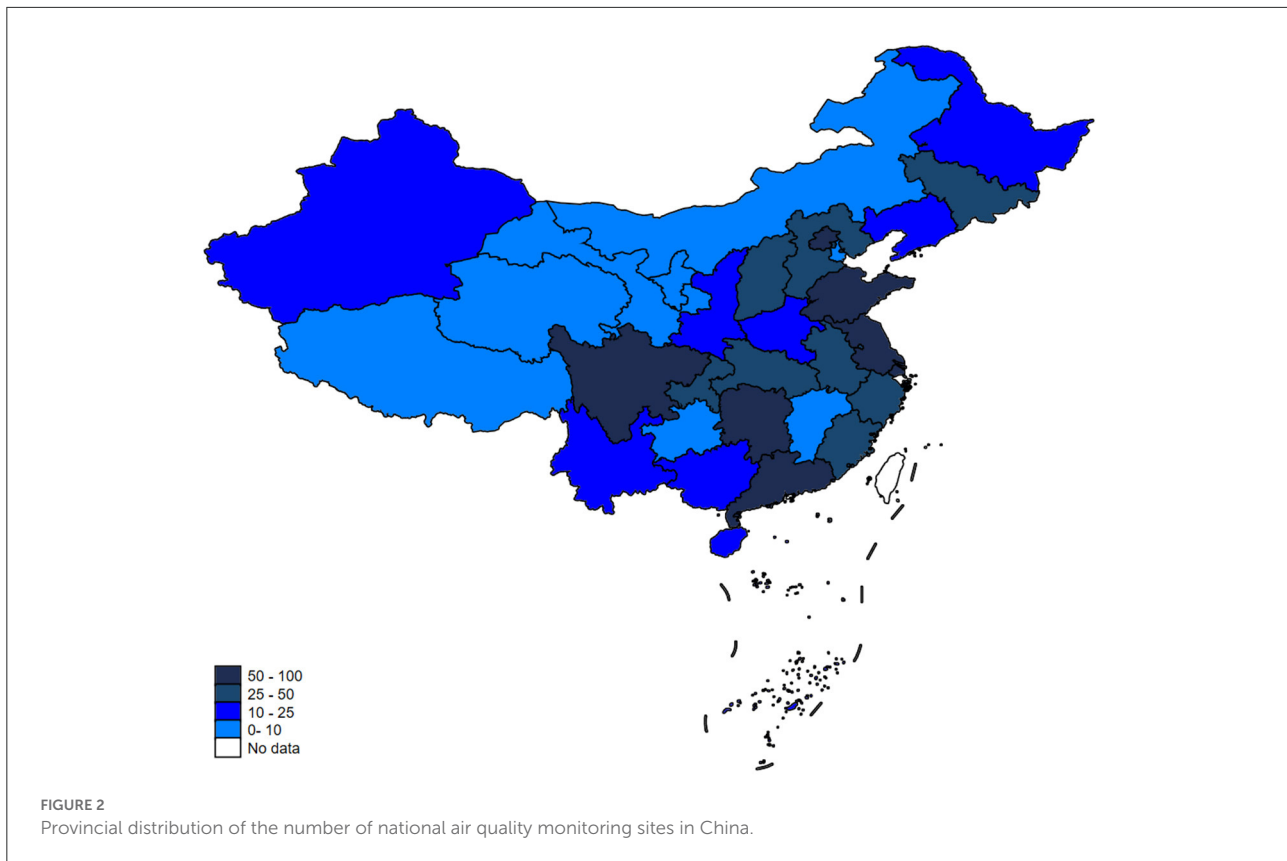 50 - 100
25 - 50
10 - 25
0- 10
No data
FIGURE 2
Provincial distribution of the number of national air quality monitoring sites in China.